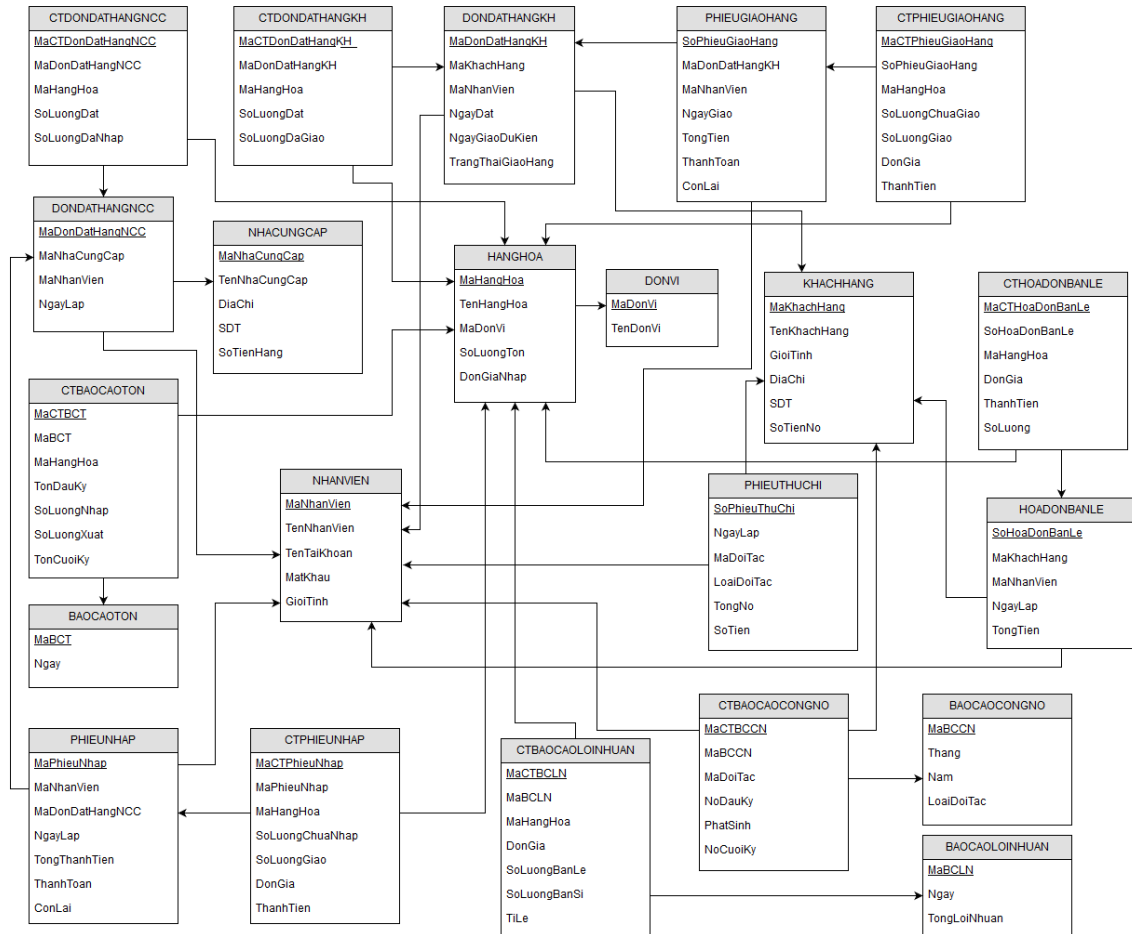 CTDONDATHANGNCC
MaCTDonDatHangNCC
MaDonDatHangNCC
MaHangHoa
SoLuongDat
SoLuongDaNhap
CTDONDATHANGKH
MaCTDonDatHangKH
MaDonDatHangKH
MaHangHoa
SoLuongDat
SoLuongDaGiao
DONDATHANGKH
MaDonDatHangKH
MaKhachHang
MaNhanVien
NgayDat
NgayGiaoDuKien
TrangThaiGiaoHang
PHIEUGIAOHANG
SoPhieuGiaoHang
MaDonDatHangKH
MaNhanVien
NgayGiao
TongTien
ThanhToan
ConLai
CTPHIEUGIAOHANG
MaCTPhieuGiaoHang
SoPhieuGiaoHang
MaHangHoa
SoLuongChuaGiao
SoLuongGiao
DonGia
ThanhTien
DONDATHANGNCC
MaDonDatHangNCC
MaNhaCungCap
MaNhanVien
NgayLap
NHACUNGCAP
MaNhaCungCap
TenNhaCungCap
DiaChi
SDT
SoTienHang
HANGHOA
MaHangHoa
TenHangHoa
MaDonVi
SoLuongTon
DonGiaNhap
DONVI
MaDonVi
TenDonVi
KHACHHANG
MaKhachHang
TenKhachHang
GioiTinh
DiaChi
SDT
SoTienNo
CTHOADONBANLE
MaCTHoaDonBanLe
SoHoaDonBanLe
MaHangHoa
DonGia
ThanhTien
SoLuong
CTBAOCAOTON
MaCTBCT
MaBCT
MaHangHoa
TonDauKy
SoLuongNhap
SoLuongXuat
TonCuoiKy
NHANVIEN
MaNhanVien
TenNhanVien
TenTaiKhoan
MatKhau
GioiTinh
PHIEUTHUCHI
SoPhieuThuChi
NgayLap
MaDoiTac
LoaiDoiTac
TongNo
SoTien
HOADONBANLE
SoHoaDonBanLe
MaKhachHang
MaNhanVien
NgayLap
TongTien
BAOCAOTON
MaBCT
Ngay
PHIEUNHAP
MaPhieuNhap
MaNhanVien
MaDonDatHangNCC
NgayLap
TongThanhTien
ThanhToan
ConLai
CTPHIEUNHAP
MaCTPhieuNhap
MaPhieuNhap
MaHangHoa
SoLuongChuaNhap
SoLuongGiao
DonGia
ThanhTien
CTBAOCAOLOINHUAN
MaCTBCLN
MaBCLN
MaHangHoa
DonGia
SoLuongBanLe
SoLuongBanSi
TiLe
CTBAOCAOCONGNO
MaCTBCCN
MaBCCN
MaDoiTac
NoDauKy
PhatSinh
NoCuoiKy
BAOCAOCONGNO
MaBCCN
Thang
Nam
LoaiDoiTac
BAOCAOLOINHUAN
MaBCLN
Ngay
TongLoiNhuan